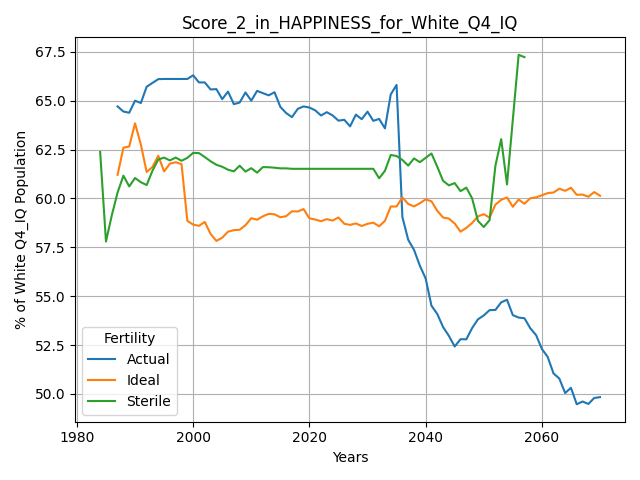 Score_2_in_HAPPINESS_for_White_Q4_IQ
% of White Q4_IQ Population
67.5
65.0
62.5
60.0
57.5
55.0
52.5
50.0
Fertility
Actual
Ideal
Sterile
1980
2000
2020
2040
2060
Years